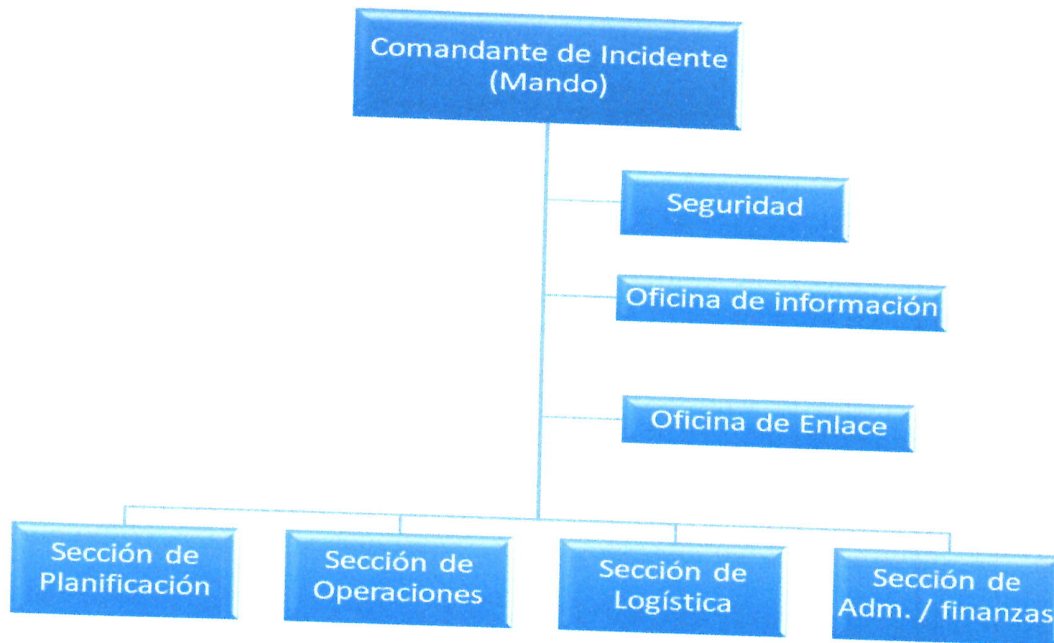 Comandante de Incidente
(Mando)
Seguridad
Oficina de información
Oficina de Enlace
Sección de
Planificación
Sección de
Operaciones
Sección de
Logística
Sección de
Adm. / finanzas